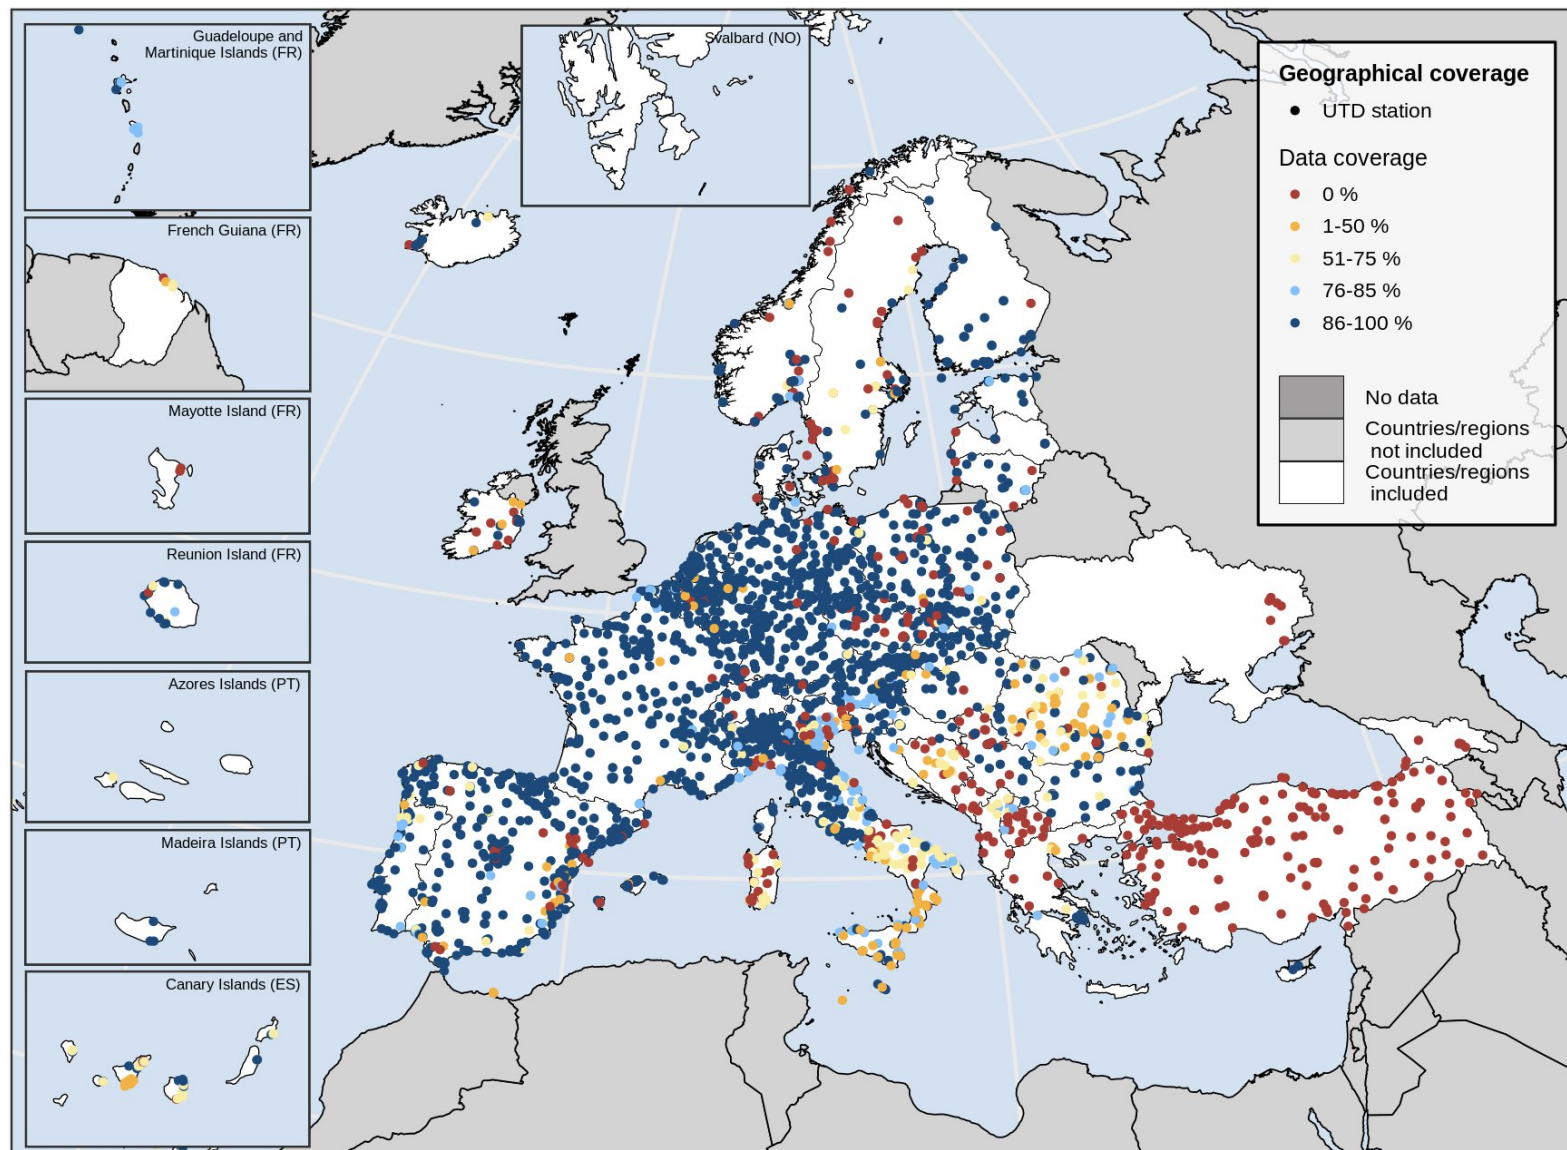 Guadeloupe and
Martinique Islands (FR)
French Guiana (FR)
Mayotte Island (FR)
Reunion Island (FR)
Azores Islands (PT)
Madeira Islands (PT)
Canary Islands (ES)
Svalbard (NO)
Geographical coverage
UTD station
Data coverage
0 %
1-50 %
51-75 %
76-85 %
86-100 %
No data
Countries/regions
not included
Countries/regions
included